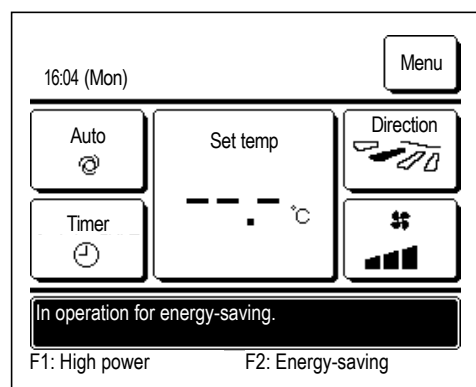 Menu
16:04 (Mon)
Auto
Set temp
Direction
--.- °C
Timer
In operation for energy-saving.
F1: High power F2: Energy-saving